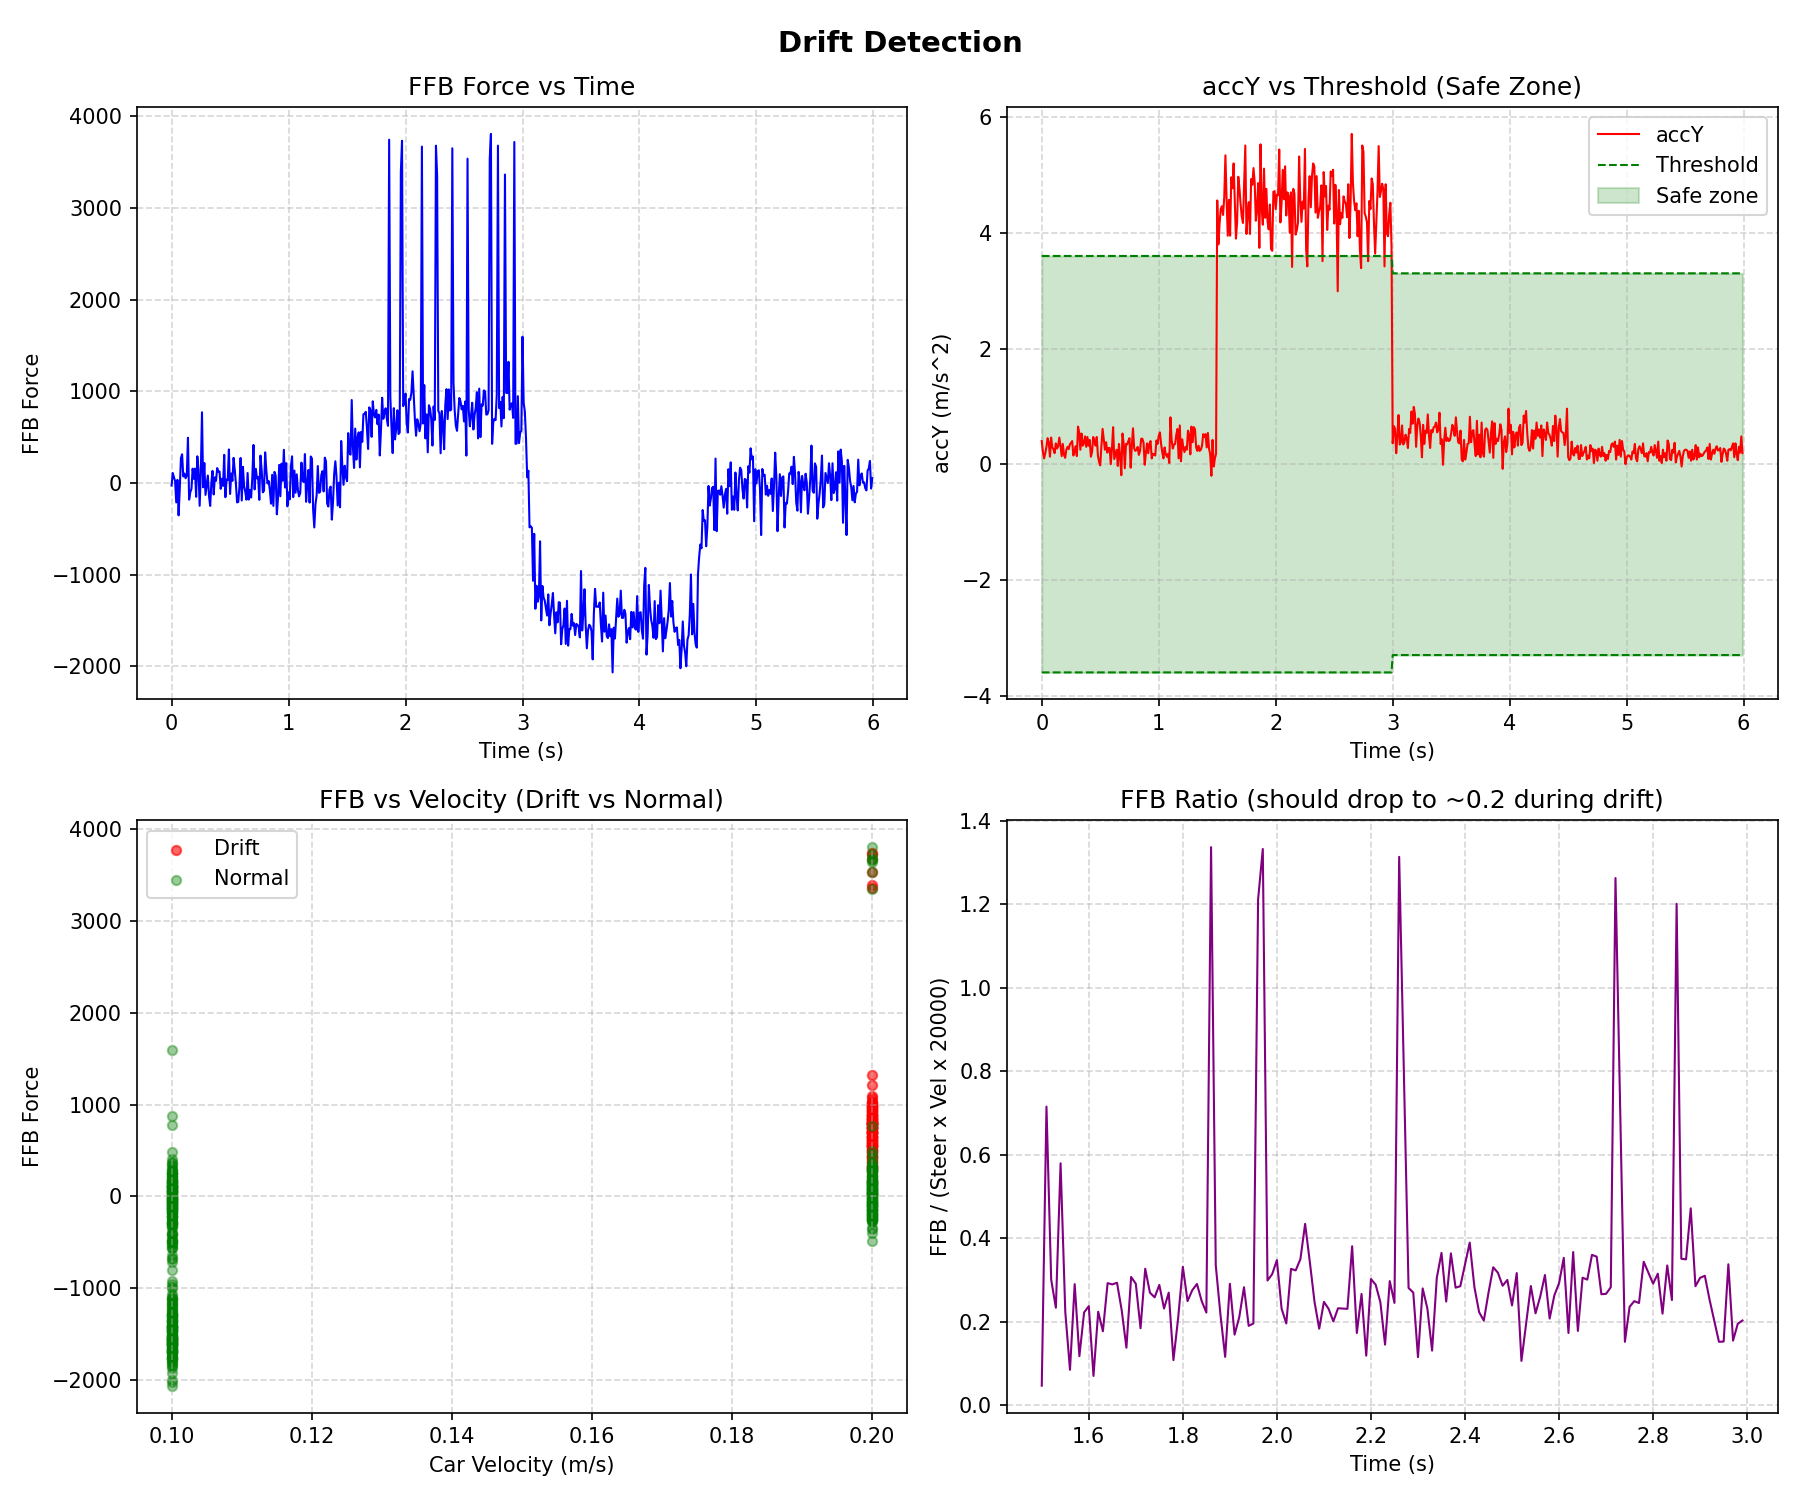 Drift Detection
FFB Force vs Time
4000
3000
2000
1000
0
−1000
−2000
FFB Force
0 1 2 3 4 5 6
Time (s)
accY vs Threshold (Safe Zone)
accY
Threshold
Safe zone
6
4
2
0
−2
−4
accY (m/s^2)
0 1 2 3 4 5 6
Time (s)
FFB vs Velocity (Drift vs Normal)
Drift
Normal
4000
3000
2000
1000
0
−1000
−2000
FFB Force
0.10 0.12 0.14 0.16 0.18 0.20
Car Velocity (m/s)
FFB Ratio (should drop to ~0.2 during drift)
1.4
1.2
1.0
0.8
0.6
0.4
0.2
0.0
FFB / (Steer x Vel x 20000)
1.6 1.8 2.0 2.2 2.4 2.6 2.8 3.0
Time (s)